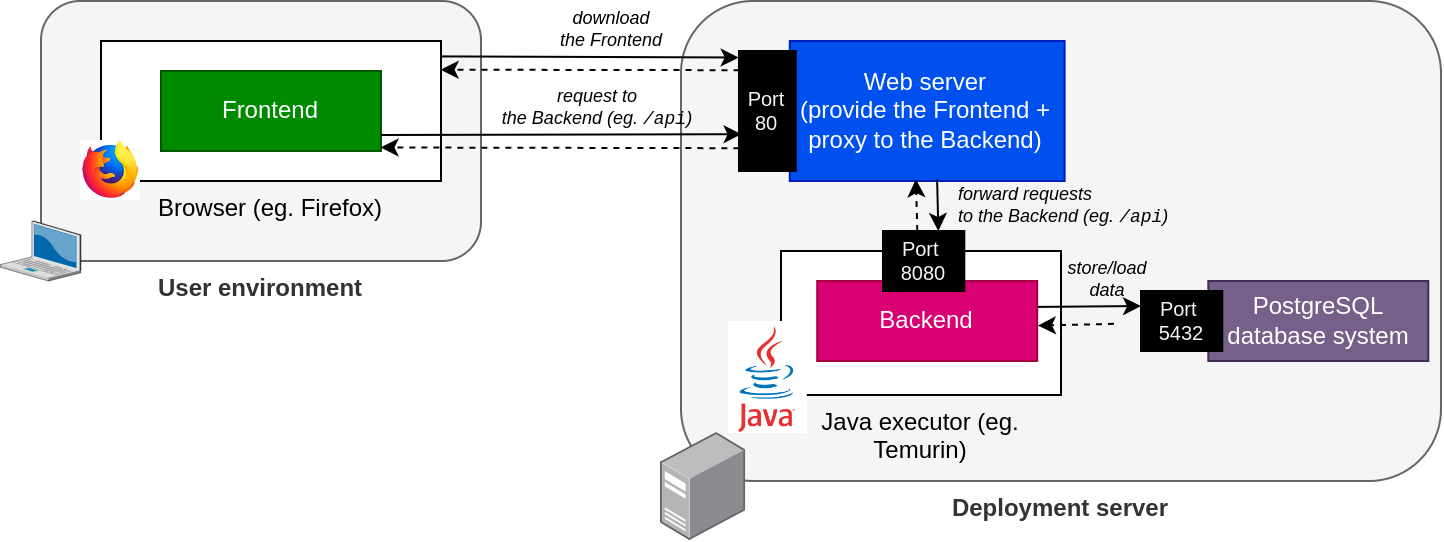 download
the Frontend
Frontend
Port
80
Web server
(provide the Frontend +
proxy to the Backend)
request to
the Backend (eg. /api)
Browser (eg. Firefox)
User environment
forward requests
to the Backend (eg. /api)
Port
8080
Backend
store/load
data
Port
5432
PostgreSQL
database system
Java
Java executor (eg.
Temurin)
Deployment server